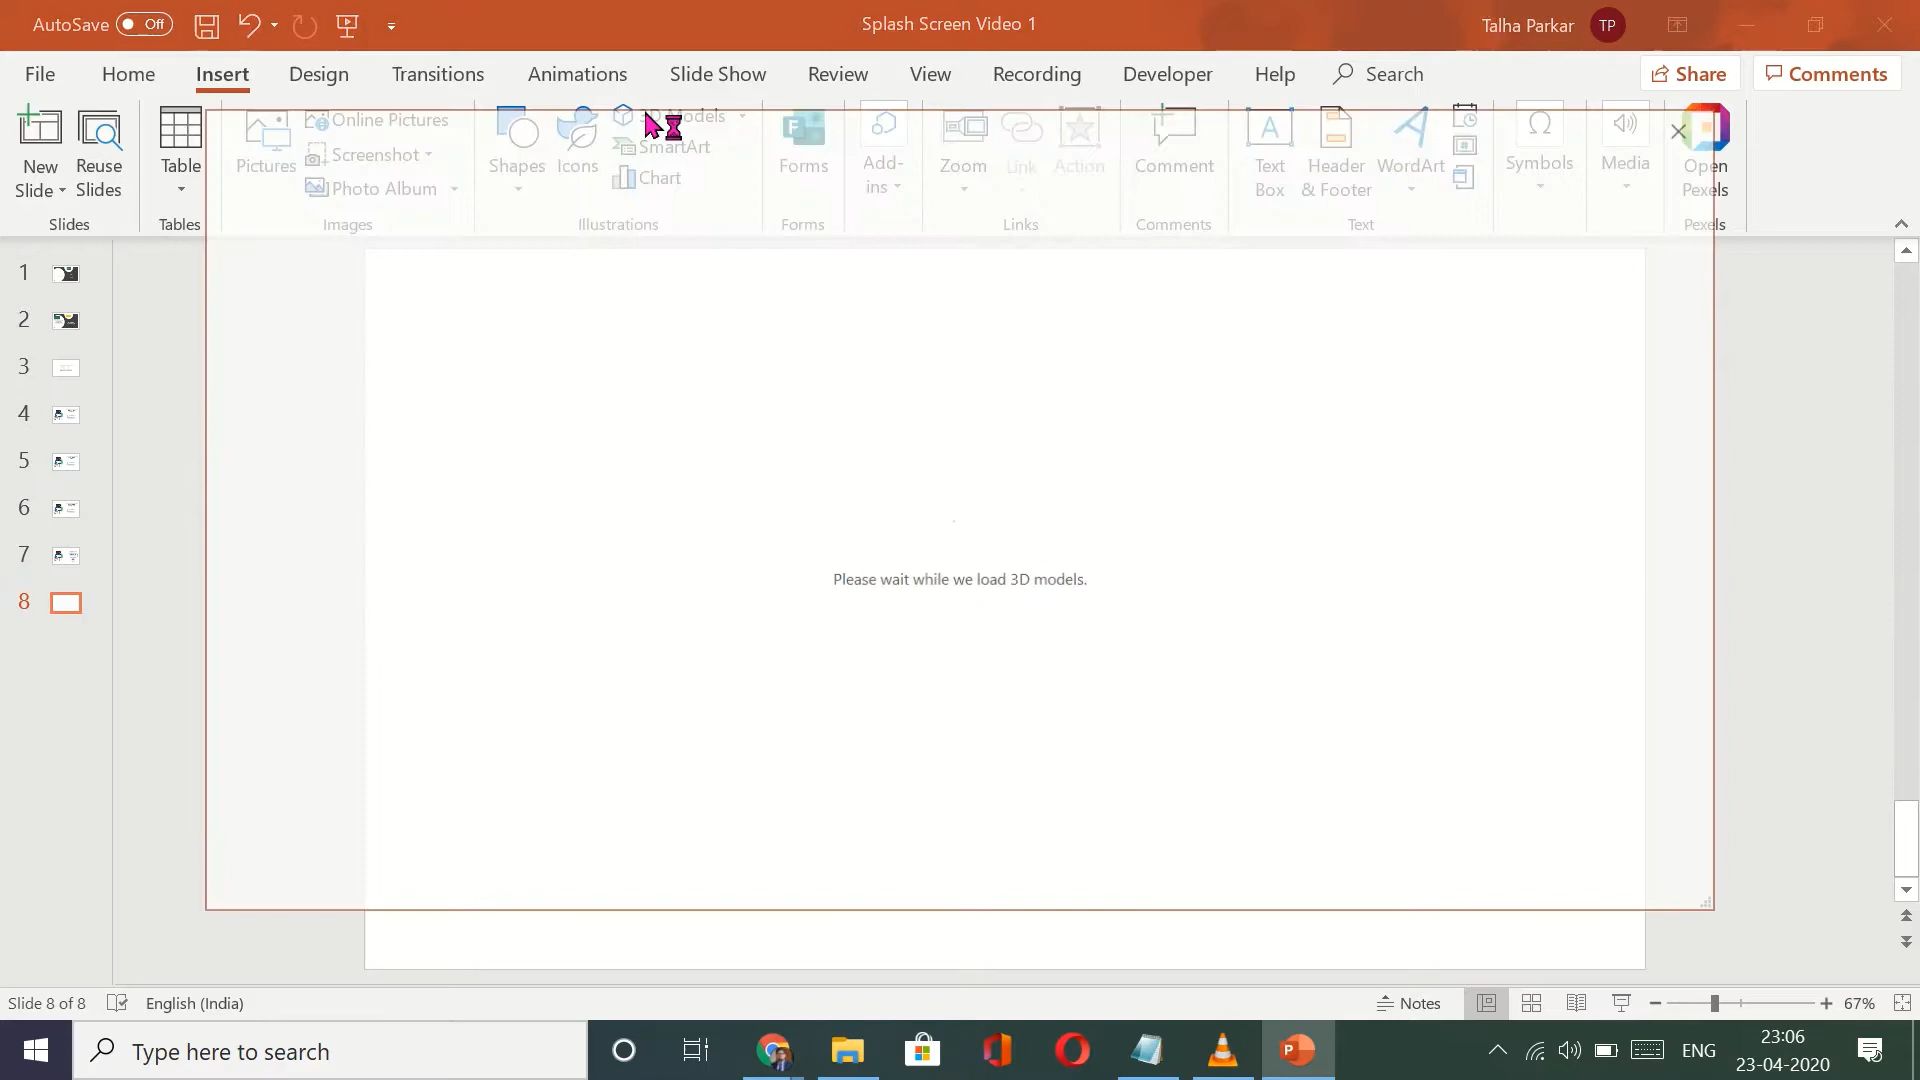 AutoSave Off
Splash Screen Video 1
Talha Parkar TP
File Home Insert Design Transitions Animations Slide Show Review View Recording Developer Help Search Share Comments
New Slide
Reuse Slides
Slides
Table
Tables
Pictures
Online Pictures
Screenshot
Photo Album
Images
Shapes
Icons
3D Models
SmartArt
Chart
Illustrations
Forms
Forms
Add-ins
Zoom
Link
Action
Links
Comment
Comments
Text Box
Header & Footer
WordArt
Text
Symbols
Media
Open Pexels
Pexels
1
2
3
4
5
6
7
8
Please wait while we load 3D models.
Slide 8 of 8 English (India) Notes 67%
Type here to search
ENG
23:06
23-04-2020